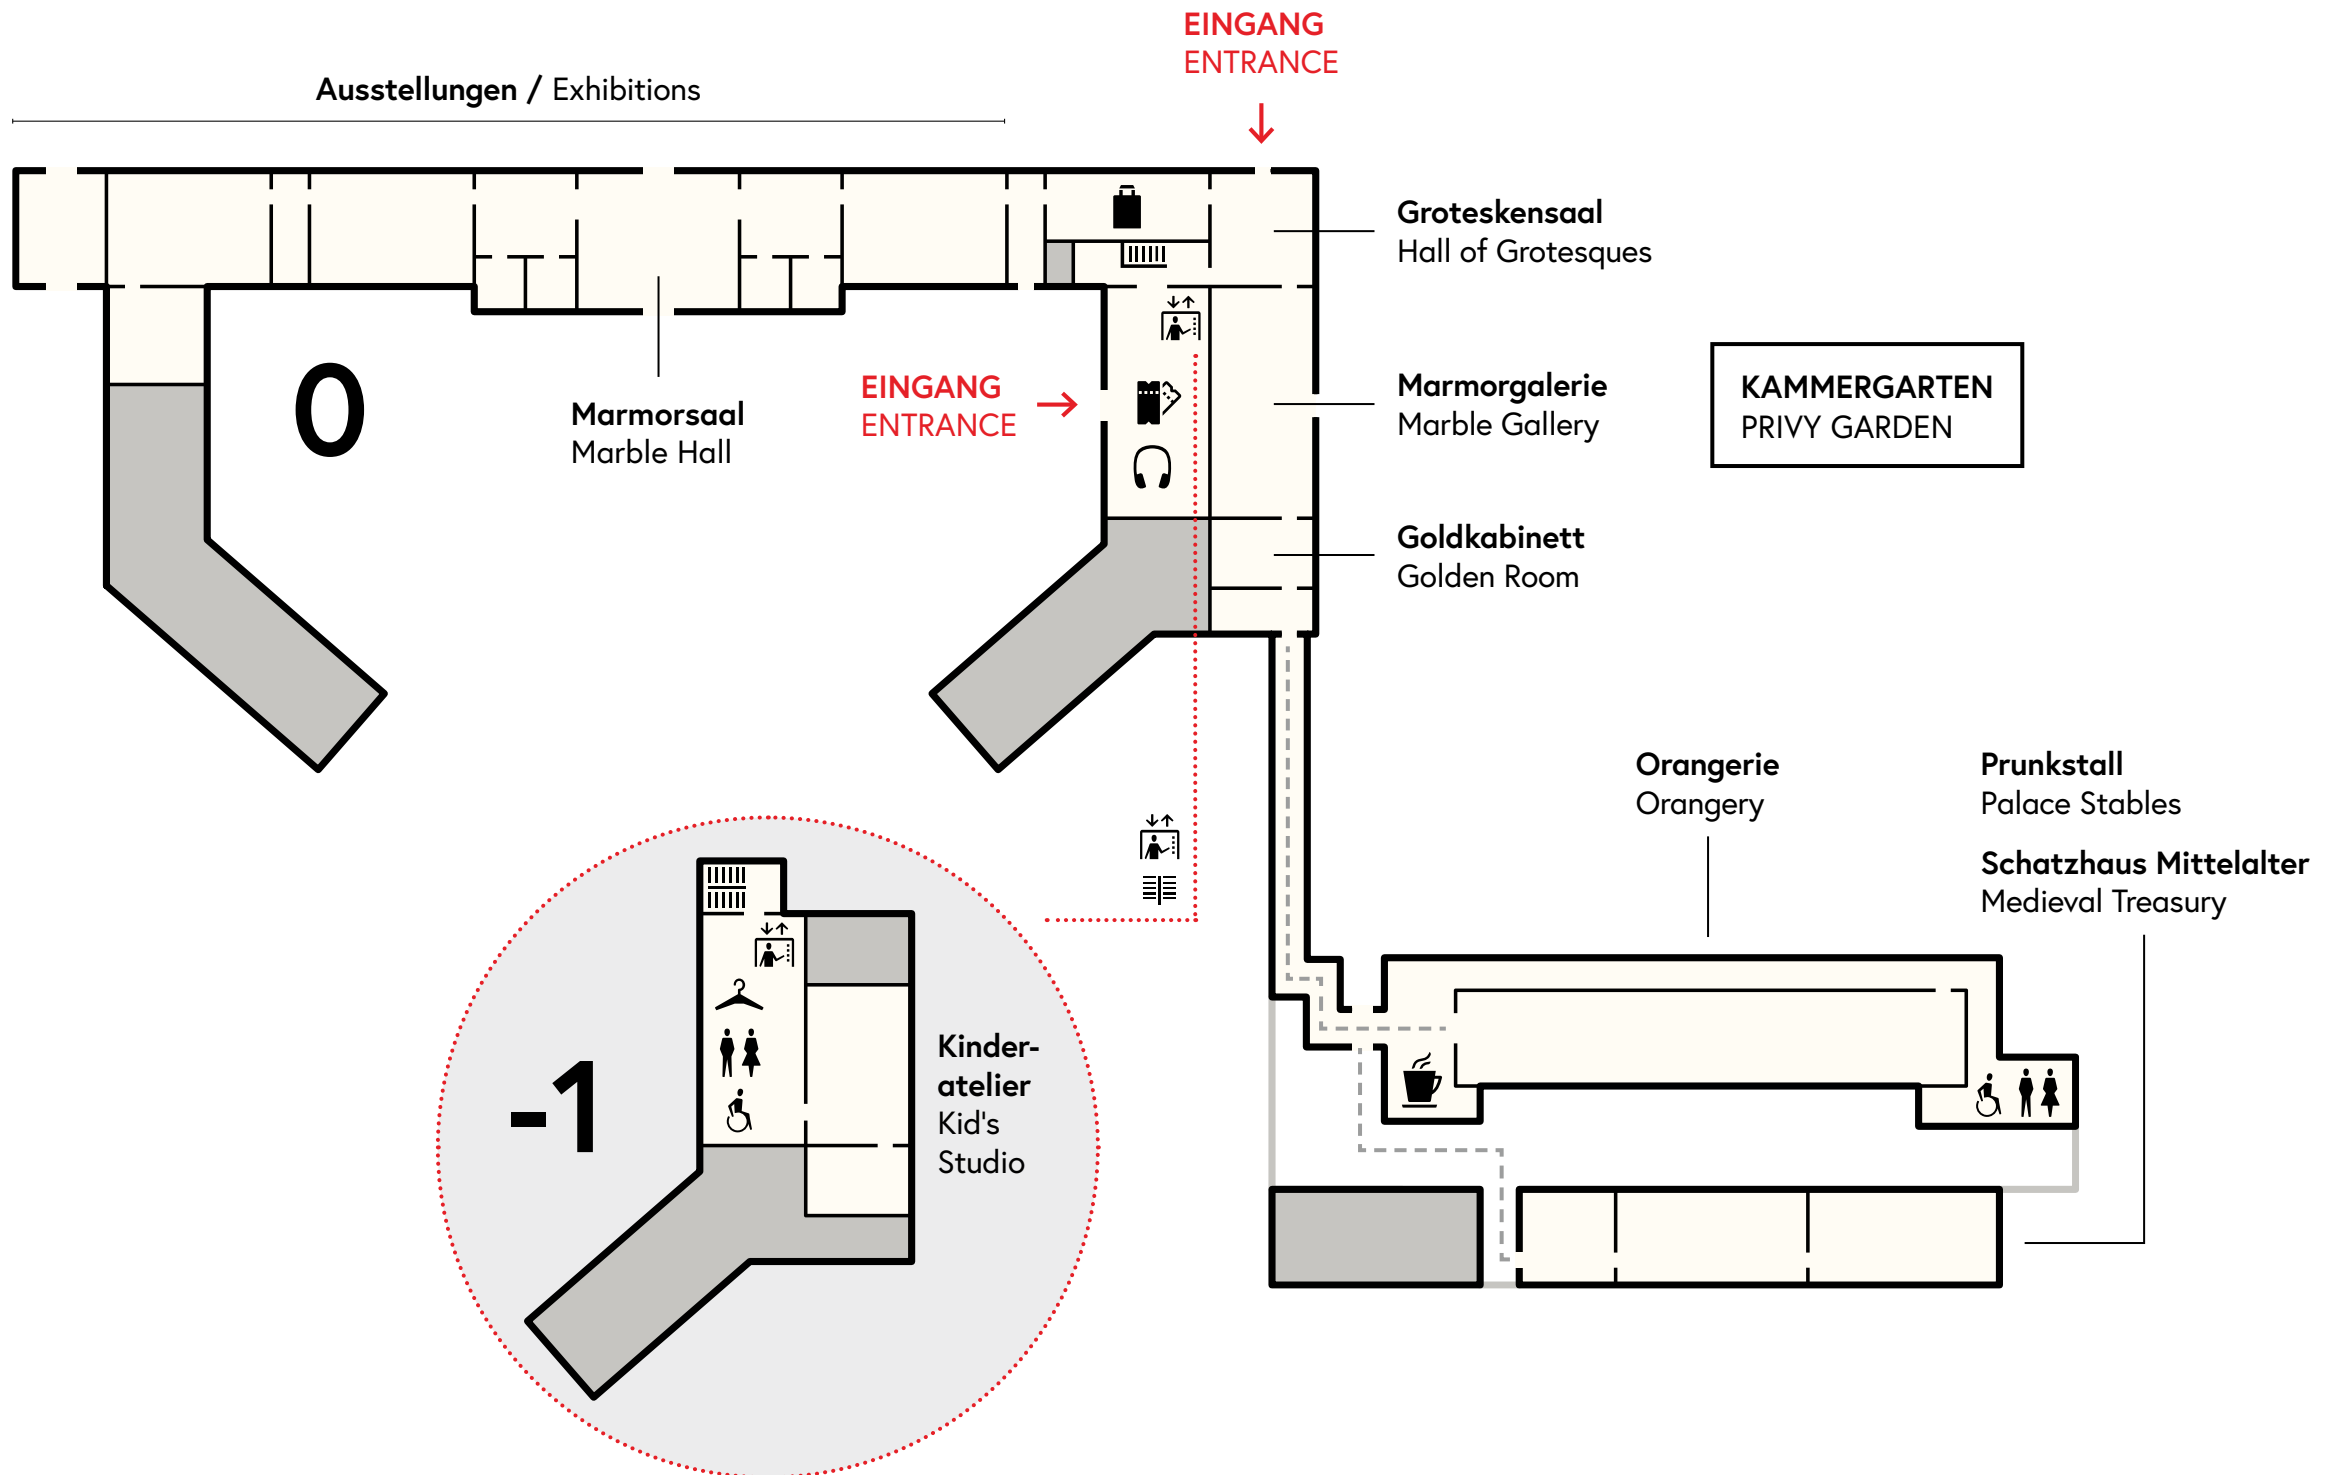 EINGANG
ENTRANCE
Ausstellungen / Exhibitions
Groteskensaal
Hall of Grotesques
0
Marmorsaal
Marble Hall
EINGANG
ENTRANCE
Marmorgalerie
Marble Gallery
KAMMERGARTEN
PRIVY GARDEN
Goldkabinett
Golden Room
Orangerie
Orangery
Prunkstall
Palace Stables
Schatzhaus Mittelalter
Medieval Treasury
-1
Kinder-
atelier
Kid's
Studio